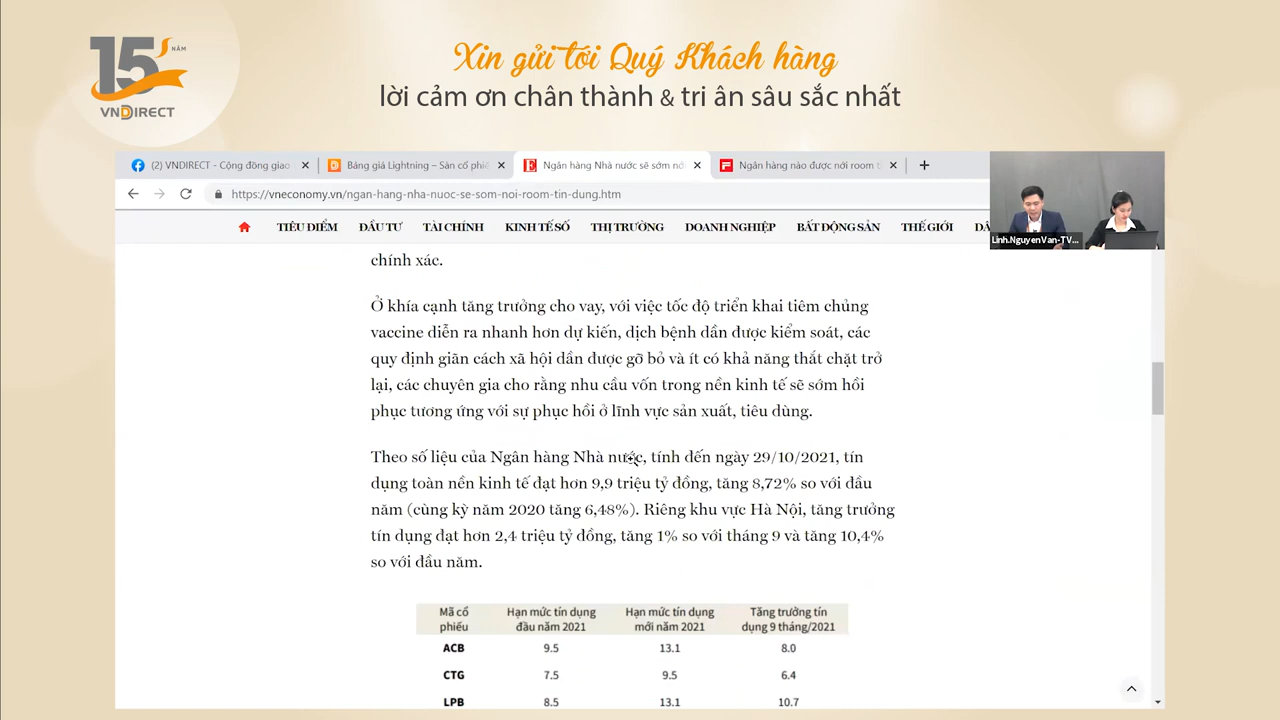 15 NĂM
VNDIRECT
Xin gửi tới Quý Khách hàng
lời cảm ơn chân thành & tri ân sâu sắc nhất
(2) VNDIRECT - Cộng đồng giao
Bảng giá Lightning – Sàn cổ phi
Ngân hàng Nhà nước sẽ sớm nớ
Ngân hàng nào được nới room t
https://vneconomy.vn/ngan-hang-nha-nuoc-se-som-noi-room-tin-dung.htm
TIÊU ĐIỂM ĐẦU TƯ TÀI CHÍNH KINH TẾ SỐ THỊ TRƯỜNG DOANH NGHIỆP BẤT ĐỘNG SẢN THẾ GIỚI DÂ
Linh.NguyenVan-TV...
chính xác.
Ở khía cạnh tăng trưởng cho vay, với việc tốc độ triển khai tiêm chủng
vaccine diễn ra nhanh hơn dự kiến, dịch bệnh dần được kiểm soát, các
quy định giãn cách xã hội dần được gỡ bỏ và ít có khả năng thắt chặt trở
lại, các chuyên gia cho rằng nhu cầu vốn trong nền kinh tế sẽ sớm hồi
phục tương ứng với sự phục hồi ở lĩnh vực sản xuất, tiêu dùng.
Theo số liệu của Ngân hàng Nhà nước, tính đến ngày 29/10/2021, tín
dụng toàn nền kinh tế đạt hơn 9,9 triệu tỷ đồng, tăng 8,72% so với đầu
năm (cùng kỳ năm 2020 tăng 6,48%). Riêng khu vực Hà Nội, tăng trưởng
tín dụng đạt hơn 2,4 triệu tỷ đồng, tăng 1% so với tháng 9 và tăng 10,4%
so với đầu năm.
Mã cổ Hạn mức tín dụng Hạn mức tín dụng Tăng trưởng tín
phiếu đầu năm 2021 mới năm 2021 dụng 9 tháng/2021
ACB 9.5 13.1 8.0
CTG 7.5 9.5 6.4
LPB 8.5 13.1 10.7